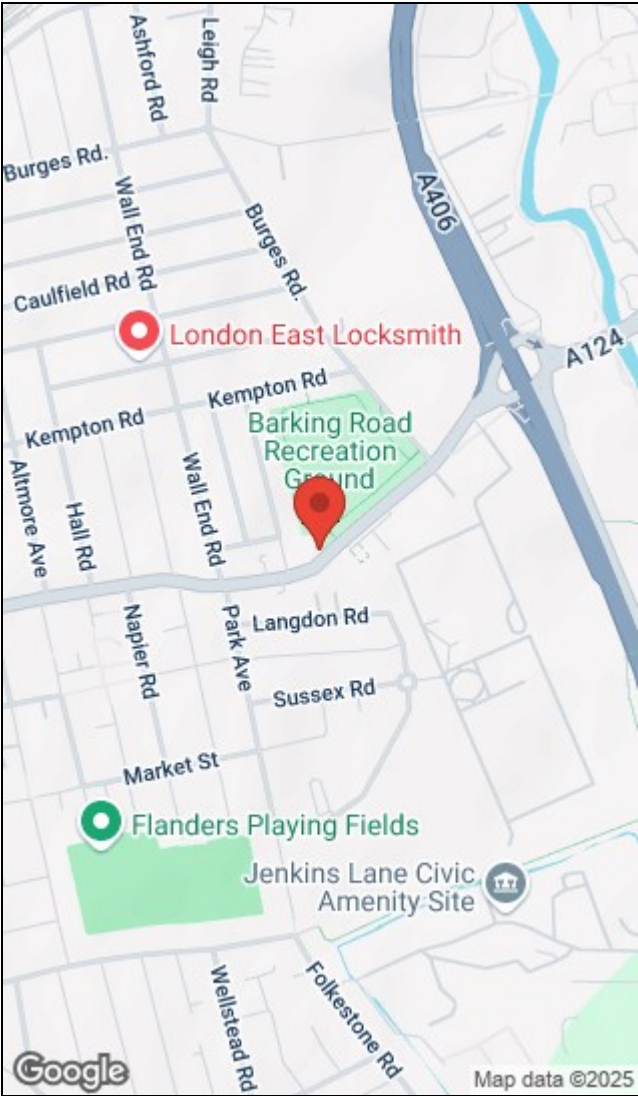 Ashford Rd
Leigh Rd
Burges Rd.
Wall End Rd
A406
Burges Rd.
Caulfield Rd
London East Locksmith
A124
Kempton Rd
Kempton Rd
Barking Road
Recreation
Ground
Altmore Ave
Hall Rd
Wall End Rd
Napier Rd
Park Ave
Langdon Rd
Sussex Rd
Market St
Flanders Playing Fields
Jenkins Lane Civic
Amenity Site
Wellstead Rd
Folkestone Rd
Google
Map data ©2025